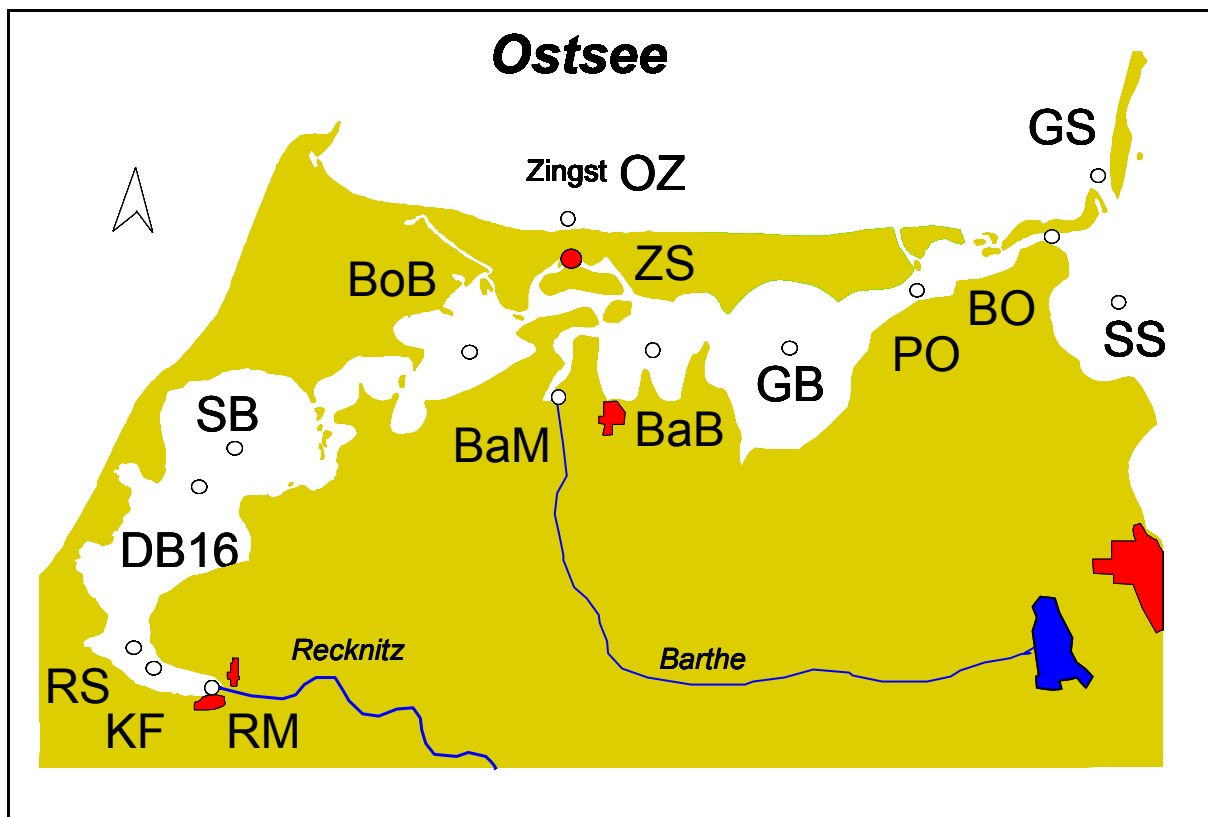 Ostsee
GS
Zingst OZ
ZS
BoB
BO
SS
PO
GB
SB
BaM
BaB
DB16
Recknitz
Barthe
RS
KF
RM